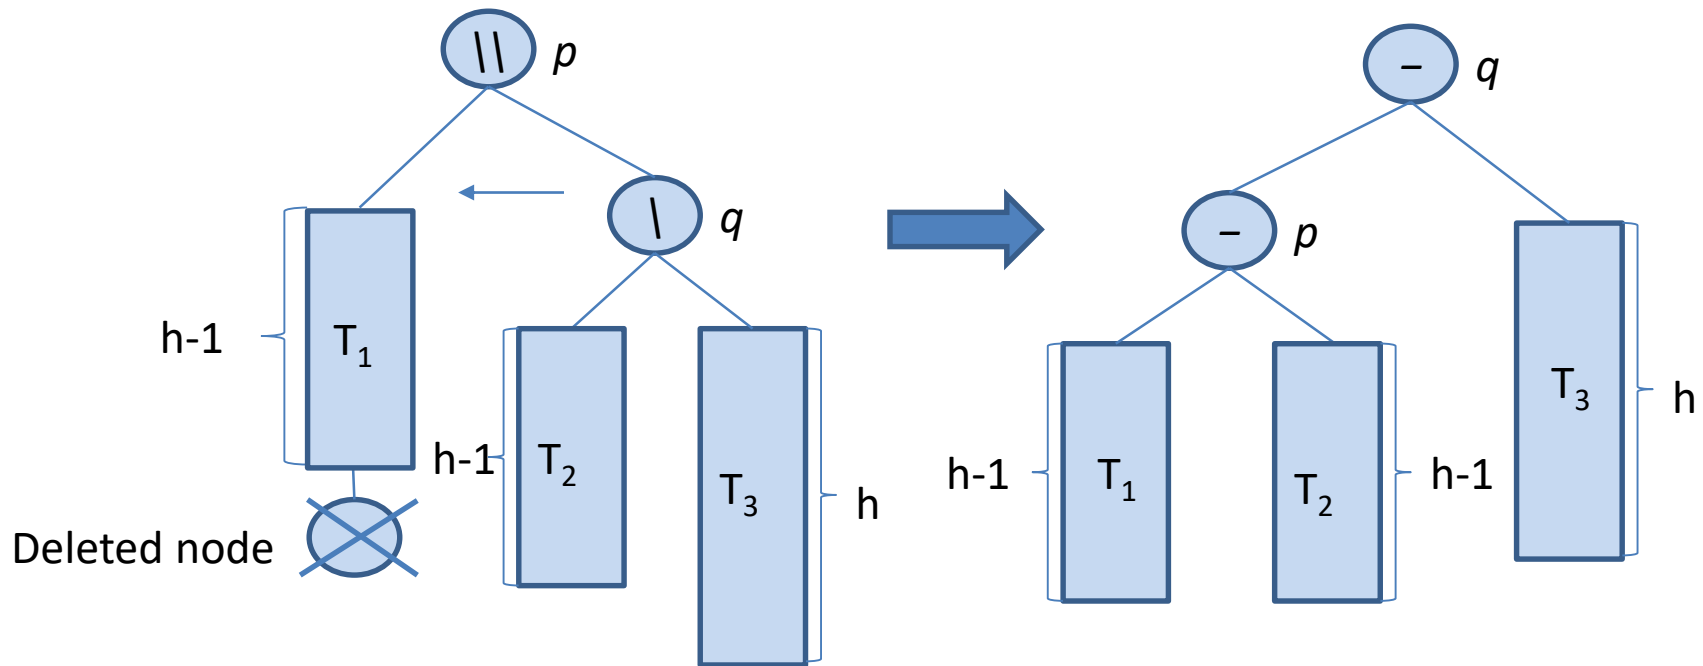 \\ p
– q
\ q
– p
h-1 T₁
h-1 T₂
T₃ h
Deleted node
h-1 T₁
T₂ h-1
T₃ h